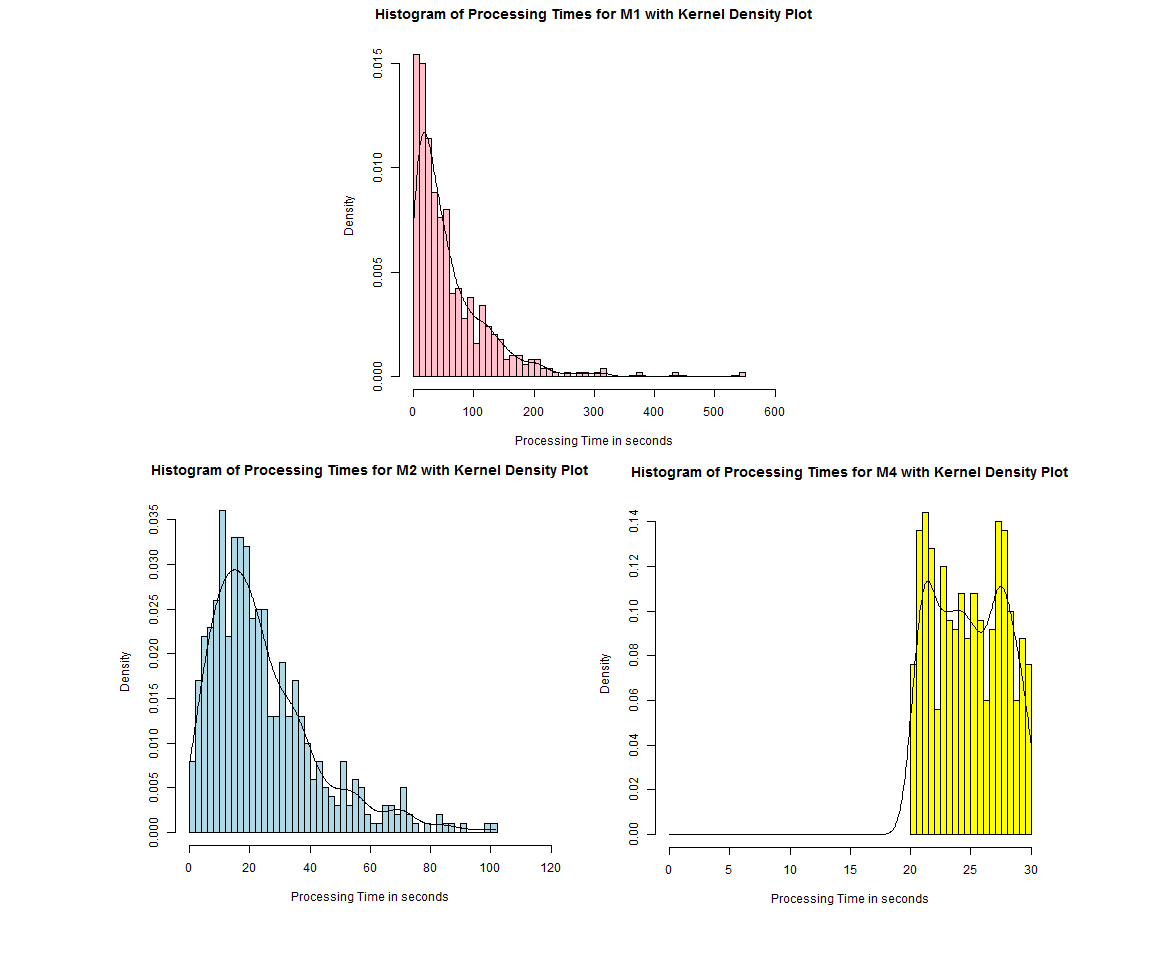 Histogram of Processing Times for M1 with Kernel Density Plot
0.015
0.010
0.005
0.000
Density
0 100 200 300 400 500 600
Processing Time in seconds
Histogram of Processing Times for M2 with Kernel Density Plot
0.035
0.030
0.025
0.020
0.015
0.010
0.005
0.000
Density
0 20 40 60 80 100 120
Processing Time in seconds
Histogram of Processing Times for M4 with Kernel Density Plot
0.14
0.12
0.10
0.08
0.06
0.04
0.02
0.00
Density
0 5 10 15 20 25 30
Processing Time in seconds